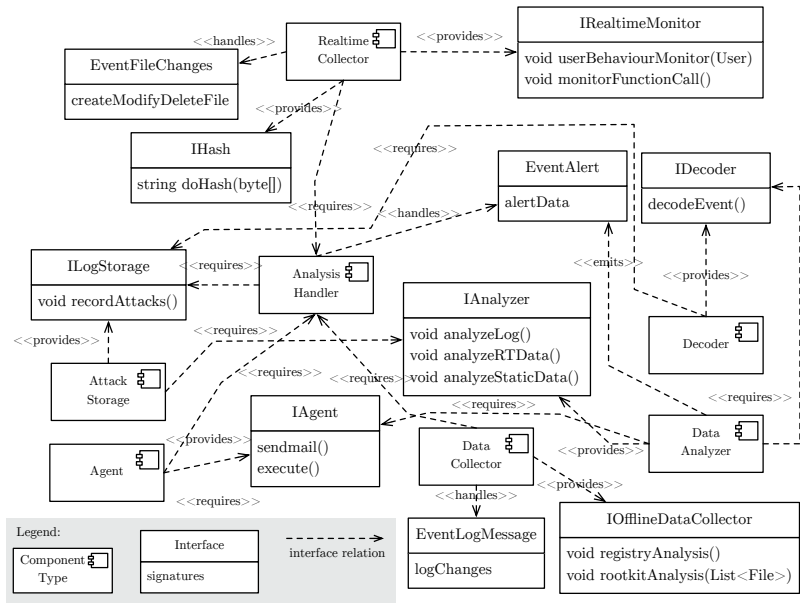 <<handles>>
Realtime
Collector
<<provides>>
IRealtimeMonitor
void userBehaviourMonitor(User)
void monitorFunctionCall()
EventFileChanges
createModifyDeleteFile
<<provides>>
IHash
string doHash(byte[])
<<requires>>
EventAlert
alertData
IDecoder
decodeEvent()
<<requires>>
<<handles>>
ILogStorage
void recordAttacks()
<<requires>>
Analysis
Handler
<<emits>>
<<provides>>
IAnalyzer
void analyzeLog()
void analyzeRTData()
void analyzeStaticData()
<<provides>>
<<requires>>
Decoder
Attack
Storage
<<requires>>
<<requires>>
<<requires>>
IAgent
sendmail()
execute()
<<requires>>
Data
Analyzer
<<provides>>
Agent
Data
Collector
<<provides>>
<<requires>>
<<handles>>
<<provides>>
EventLogMessage
logChanges
IOfflineDataCollector
void registryAnalysis()
void rootkitAnalysis(List<File>)
Legend:
Component
Type
Interface
signatures
interface relation